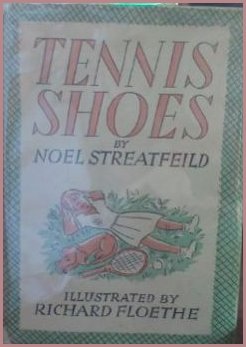 TENNIS
SHOES
BY
NOEL STREATFEILD
ILLUSTRATED BY
RICHARD FLOETHE